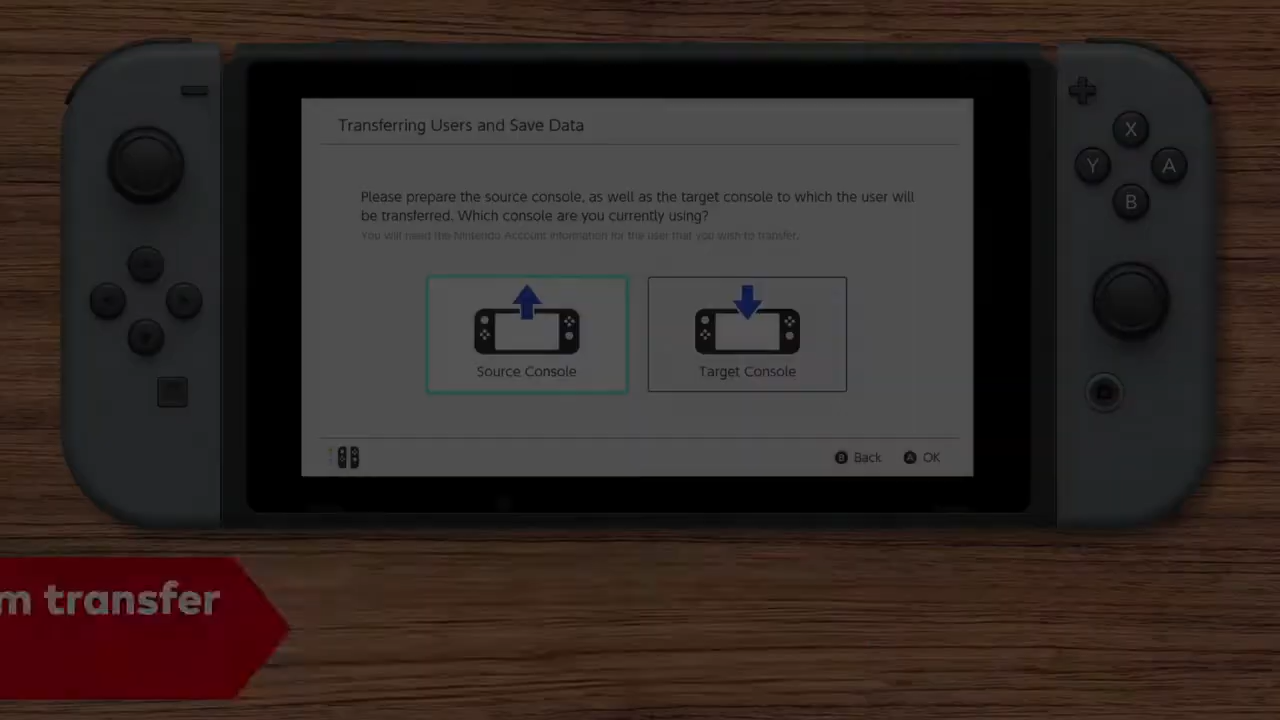 Transferring Users and Save Data
Please prepare the source console, as well as the target console to which the user will
be transferred. Which console are you currently using?
You will need the Nintendo Account information for the user that you wish to transfer.
Source Console
Target Console
B Back A OK
X
Y A
B
m transfer